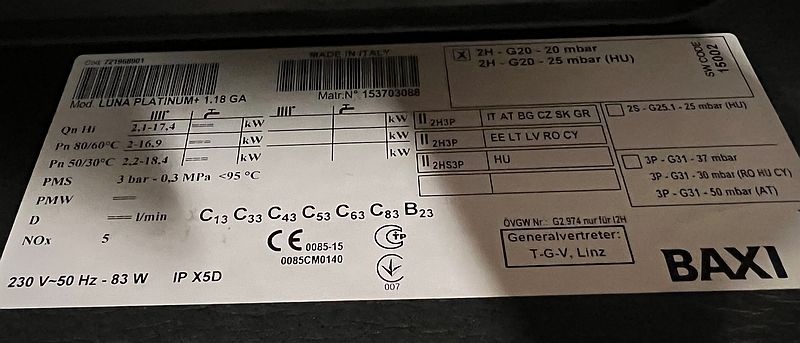 Cod. 721968901
Mod. LUNA PLATINUM+ 1.18 GA
MADE IN ITALY
Matr.N° 153703088
Qn Hi 2,1-17,4 === kW kW
Pn 80/60°C 2-16,9 kW kW
Pn 50/30°C 2,2-18,4 === kW kW
PMS 3 bar - 0,3 MPa <95 °C
PMW ===
D === l/min
NOx 5
C13 C33 C43 C53 C63 C83 B23
CE 0085-15
0085CM0140
TP
007
230 V~50 Hz - 83 W IP X5D
X 2H - G20 - 20 mbar
2H - G20 - 25 mbar (HU)
SW CODE
15002
II 2H3P IT AT BG CZ SK GR
II 2H3P EE LT LV RO CY
II 2HS3P HU
2S - G25.1 - 25 mbar (HU)
3P - G31 - 37 mbar
3P - G31 - 30 mbar (RO HU CY)
3P - G31 - 50 mbar (AT)
ÖVGW Nr.: G2.974 nur für I2H
Generalvertreter:
T-G-V, Linz
BAXI